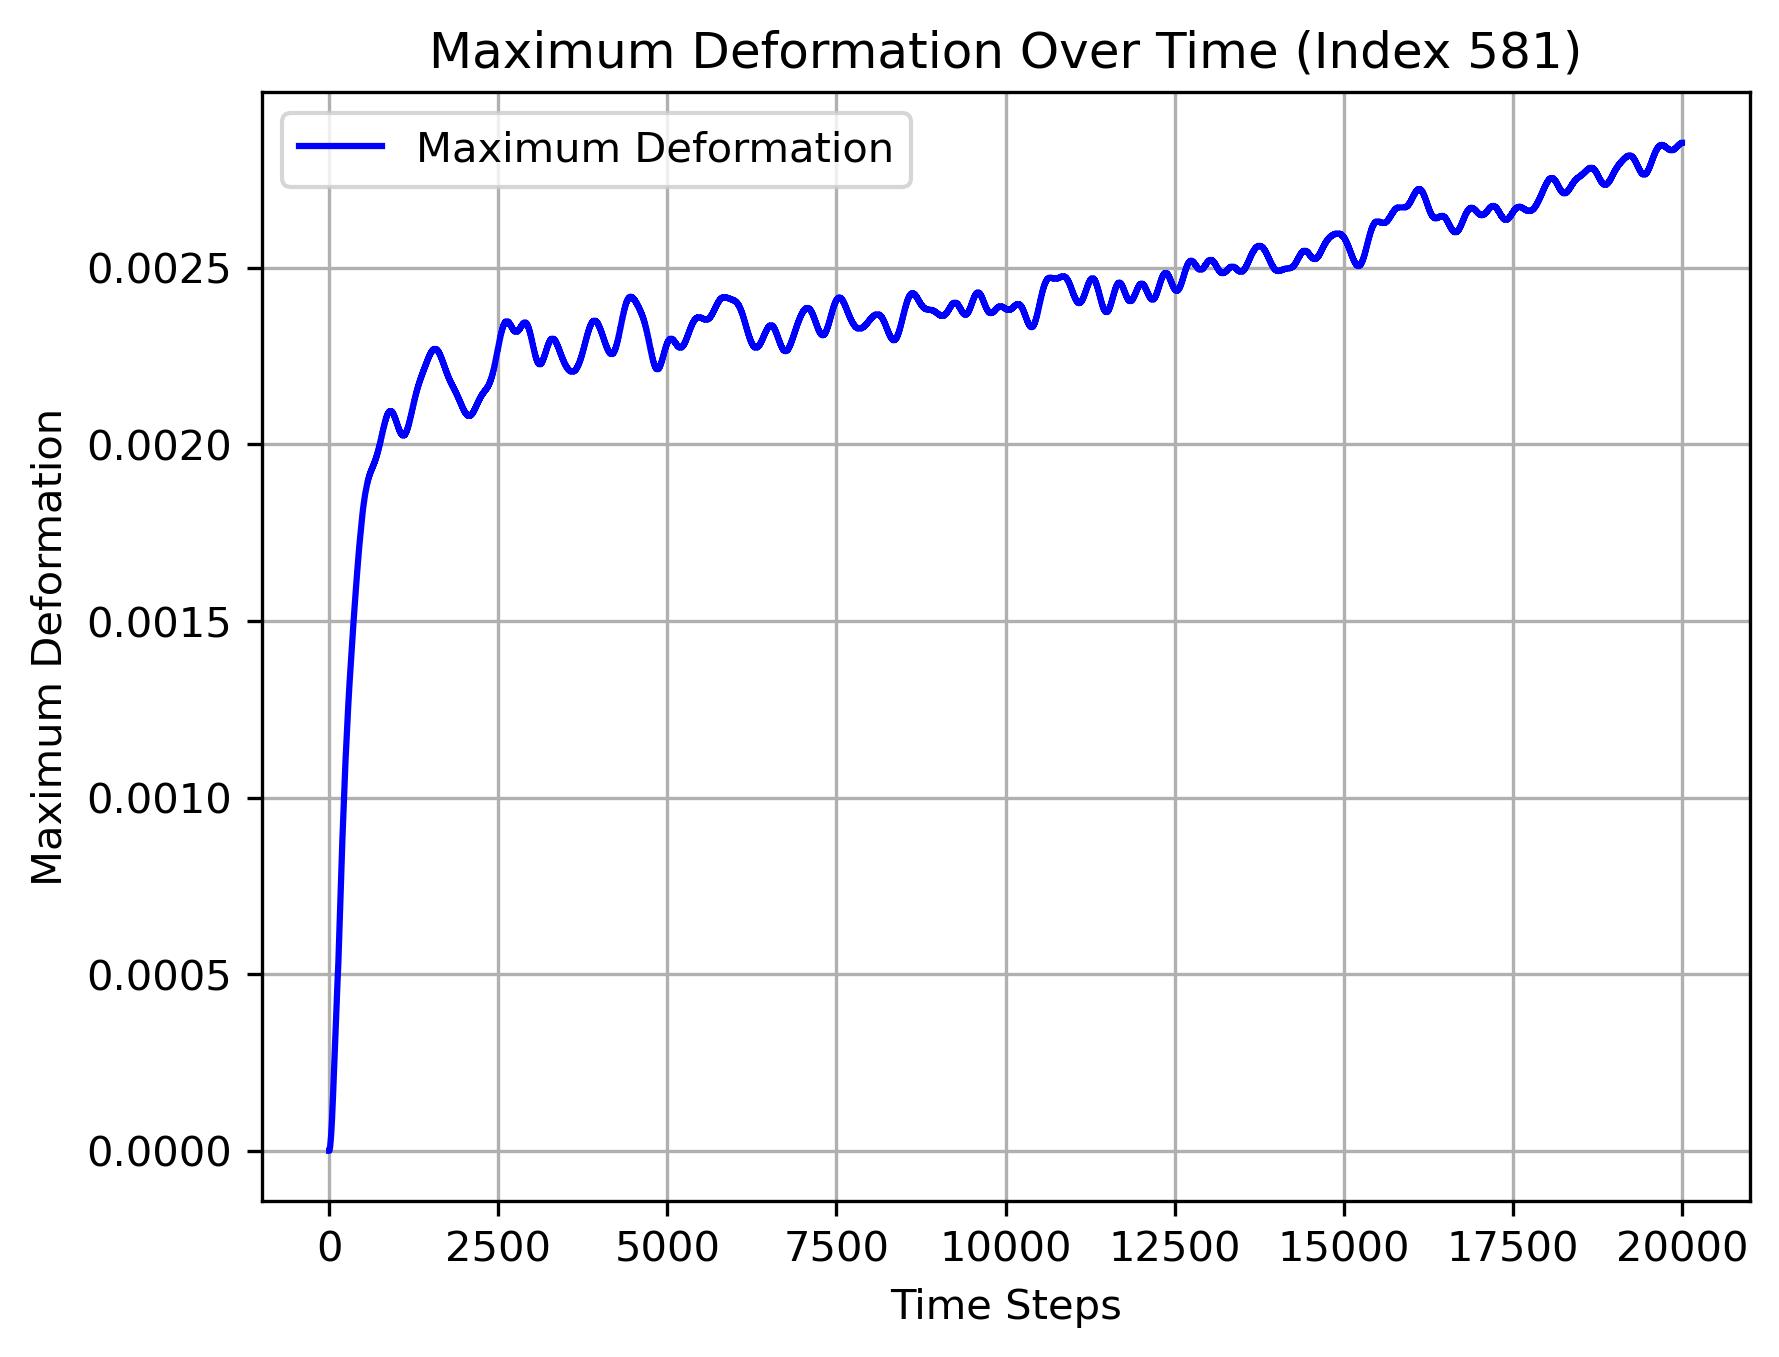 Maximum Deformation Over Time (Index 581)
Maximum Deformation
Maximum Deformation
0.0025
0.0020
0.0015
0.0010
0.0005
0.0000
0 2500 5000 7500 10000 12500 15000 17500 20000
Time Steps